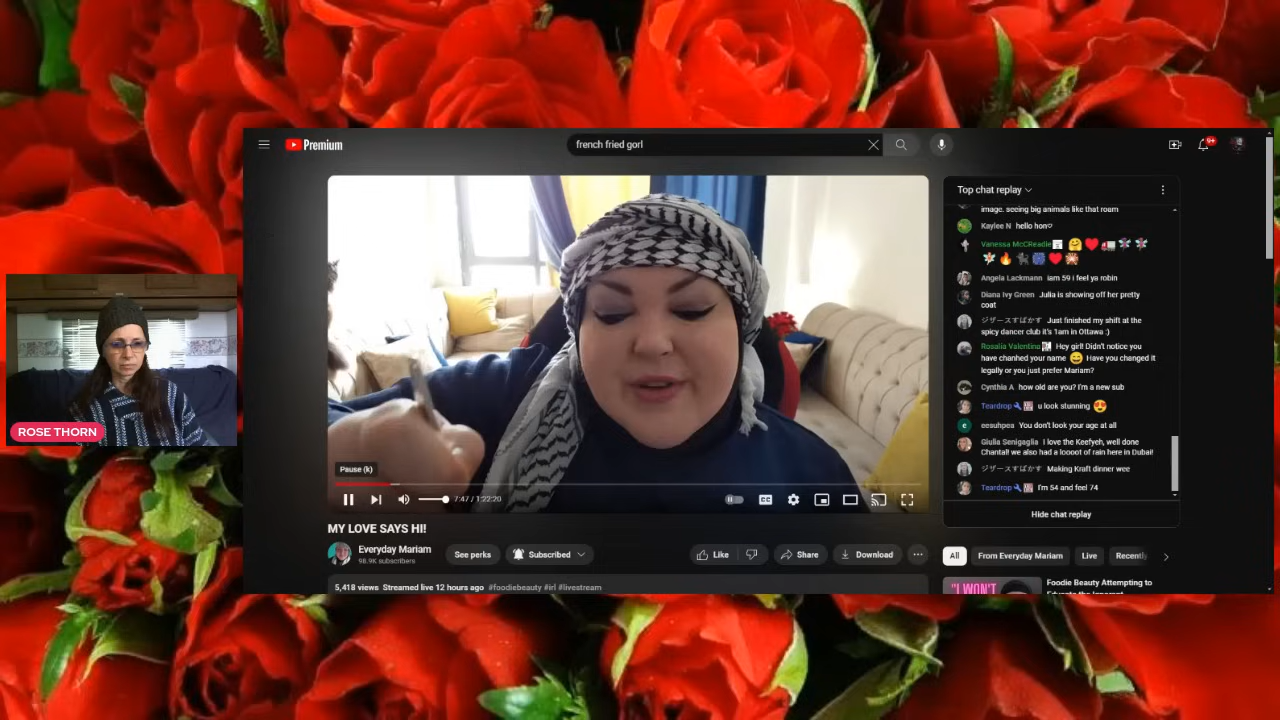 Premium
french fried gorl
9+
ROSE THORN
Pause (k)
7:47 / 1:22:20
CC
MY LOVE SAYS HI!
Everyday Mariam
98.9K subscribers
See perks
Subscribed
Like
Share
Download
5,418 views Streamed live 12 hours ago #foodiebeauty #irl #livestream
Top chat replay
image. seeing big animals like that roam
Kaylee N hello hon♡
Vanessa McCReadie
Angela Lackmann iam 59 i feel ya robin
Diana Ivy Green Julia is showing off her pretty
coat
ジザースすばかす Just finished my shift at the
spicy dancer club it's 1am in Ottawa :)
Rosalia Valentina Hey girl! Didn't notice you
have chanhed your name 😄 Have you changed it
legally or you just prefer Mariam?
Cynthia A how old are you? I'm a new sub
Teardrop u look stunning 😍
eesuhpea You don't look your age at all
Giulia Senigaglia I love the Keefyeh, well done
Chantal! we also had a loooot of rain here in Dubai!
ジザースすばかす Making Kraft dinner wee
Teardrop I'm 54 and feel 74
Hide chat replay
All From Everyday Mariam Live Recently
"I WON'T
Foodie Beauty Attempting to